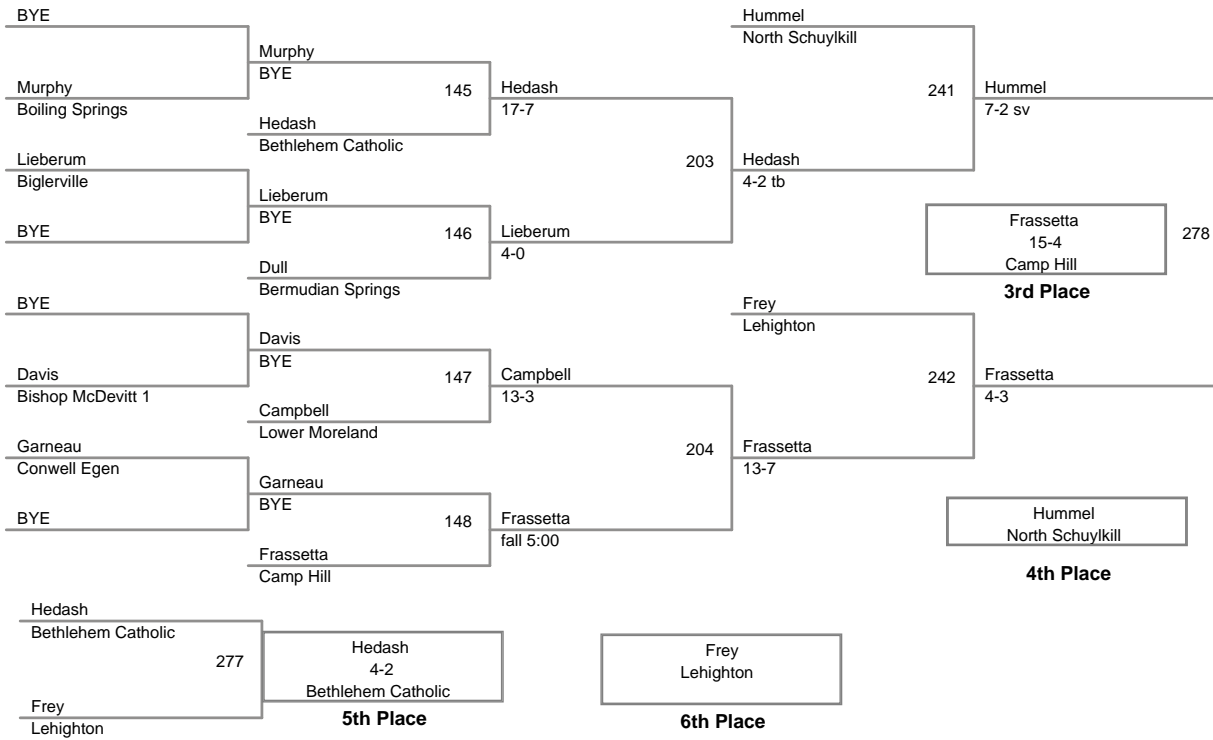 BYE
Murphy
Boiling Springs
Lieberum
Biglerville
BYE
BYE
Davis
Bishop McDevitt 1
Garneau
Conwell Egen
BYE
Murphy
BYE
145
Hedash
Bethlehem Catholic
Lieberum
BYE
146
Dull
Bermudian Springs
Davis
BYE
147
Campbell
Lower Moreland
Garneau
BYE
148
Frassetta
Camp Hill
Hedash
17-7
203
Lieberum
4-0
Campbell
13-3
204
Frassetta
fall 5:00
Hummel
North Schuylkill
241
Hedash
4-2 tb
Frey
Lehighton
242
Frassetta
13-7
Hummel
7-2 sv
Frassetta
15-4
Camp Hill
278
3rd Place
Frassetta
4-3
Hummel
North Schuylkill
4th Place
Hedash
Bethlehem Catholic
277
Frey
Lehighton
Hedash
4-2
Bethlehem Catholic
5th Place
Frey
Lehighton
6th Place